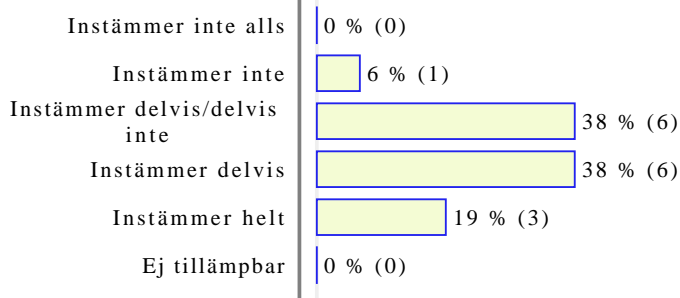 Instämmer inte alls 0 % (0)
Instämmer inte 6 % (1)
Instämmer delvis/delvis
inte 38 % (6)
Instämmer delvis 38 % (6)
Instämmer helt 19 % (3)
Ej tillämpbar 0 % (0)